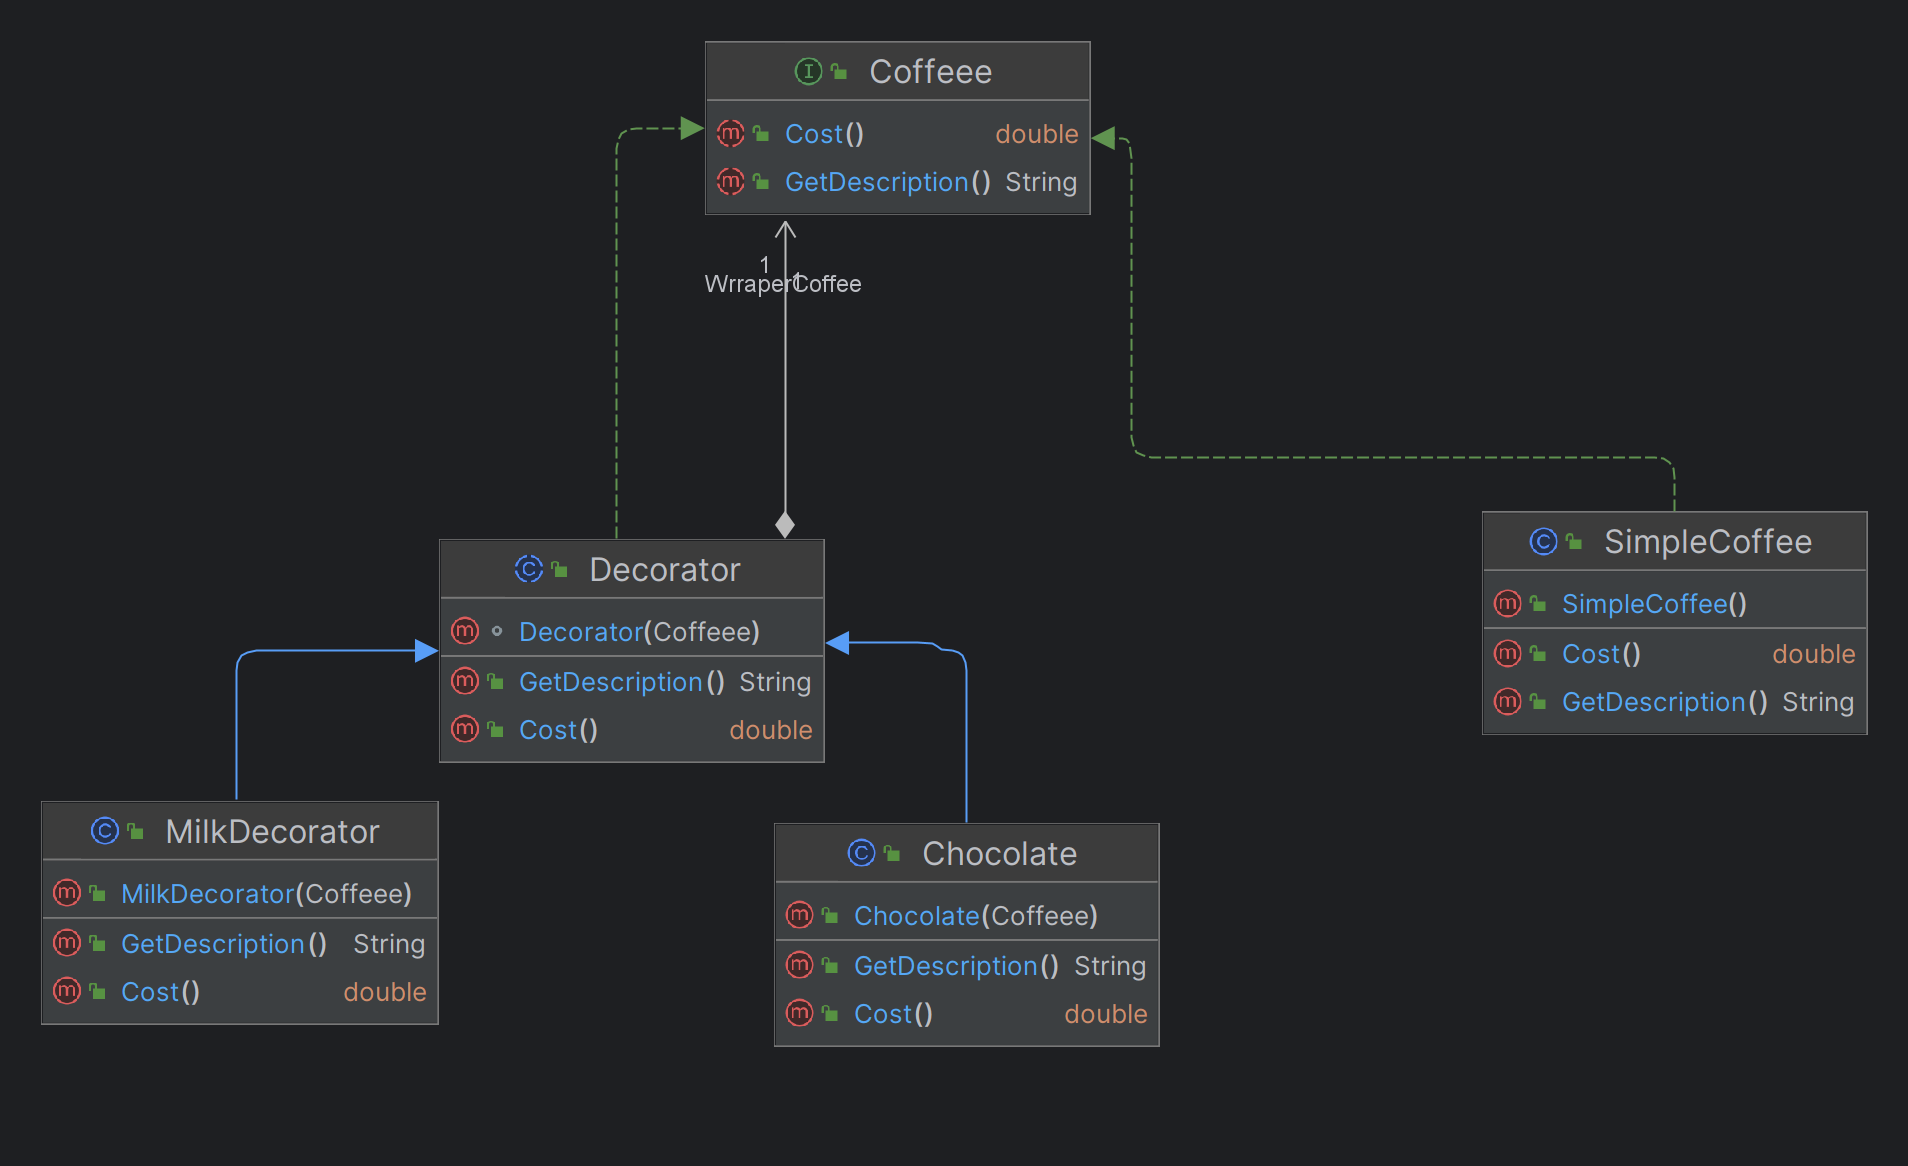 Coffeee
Cost() double
GetDescription() String
1
1
WrraperCoffee
Decorator
Decorator(Coffeee)
GetDescription() String
Cost() double
SimpleCoffee
SimpleCoffee()
Cost() double
GetDescription() String
MilkDecorator
MilkDecorator(Coffeee)
GetDescription() String
Cost() double
Chocolate
Chocolate(Coffeee)
GetDescription() String
Cost() double